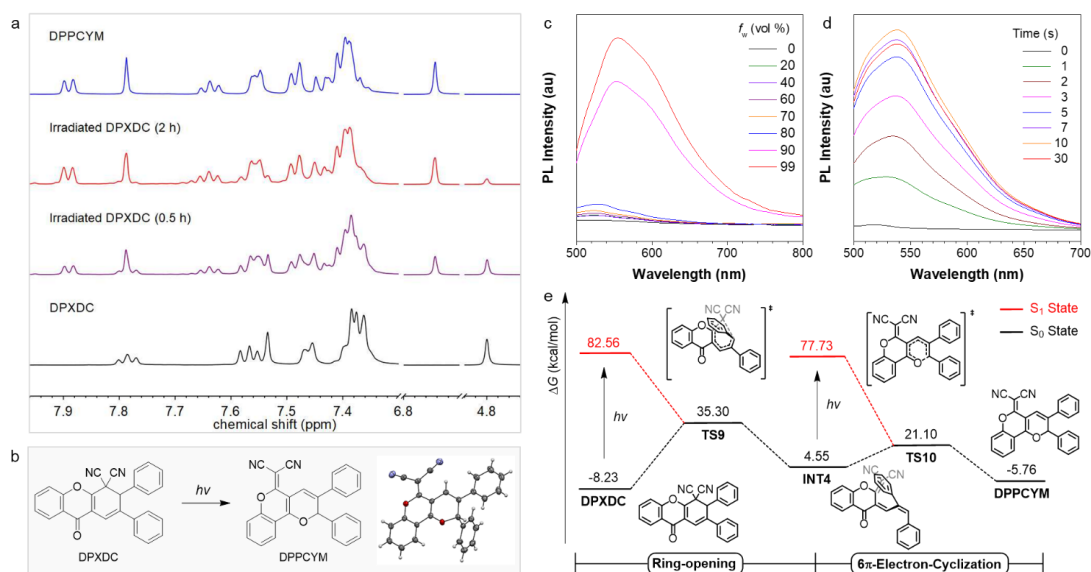 a
DPPCYM
Irradiated DPXDC (2 h)
Irradiated DPXDC (0.5 h)
DPXDC
7.9 7.8 7.7 7.6 7.5 7.4 6.8 4.8
chemical shift (ppm)
b
NC CN
O
O
DPXDC
hv
NC CN
O
O
DPPCYM
c
PL Intensity (au)
fw (vol %)
0
20
40
60
70
80
90
99
500 600 700 800
Wavelength (nm)
d
PL Intensity (au)
Time (s)
0
1
2
3
5
7
10
30
500 550 600 650 700
Wavelength (nm)
e
ΔG (kcal/mol)
S1 State
S0 State
82.56
hv
-8.23
DPXDC
NC CN
O
O
NC CN
O
O
‡
35.30
TS9
77.73
hv
4.55
INT4
NC CN
O
O
NC CN
O
O
‡
21.10
TS10
NC CN
O
O
-5.76
DPPCYM
Ring-opening
6π-Electron-Cyclization